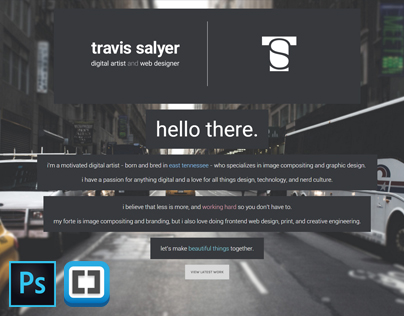 travis salyer
digital artist and web designer
TS
hello there.
i'm a motivated digital artist - born and bred in east tennessee - who specializes in image compositing and graphic design.
i have a passion for anything digital and a love for all things design, technology, and nerd culture.
i believe that less is more, and working hard so you don't have to.
my forte is image compositing and branding, but i also love doing frontend web design, print, and creative engineering.
let's make beautiful things together.
VIEW LATEST WORK
Ps